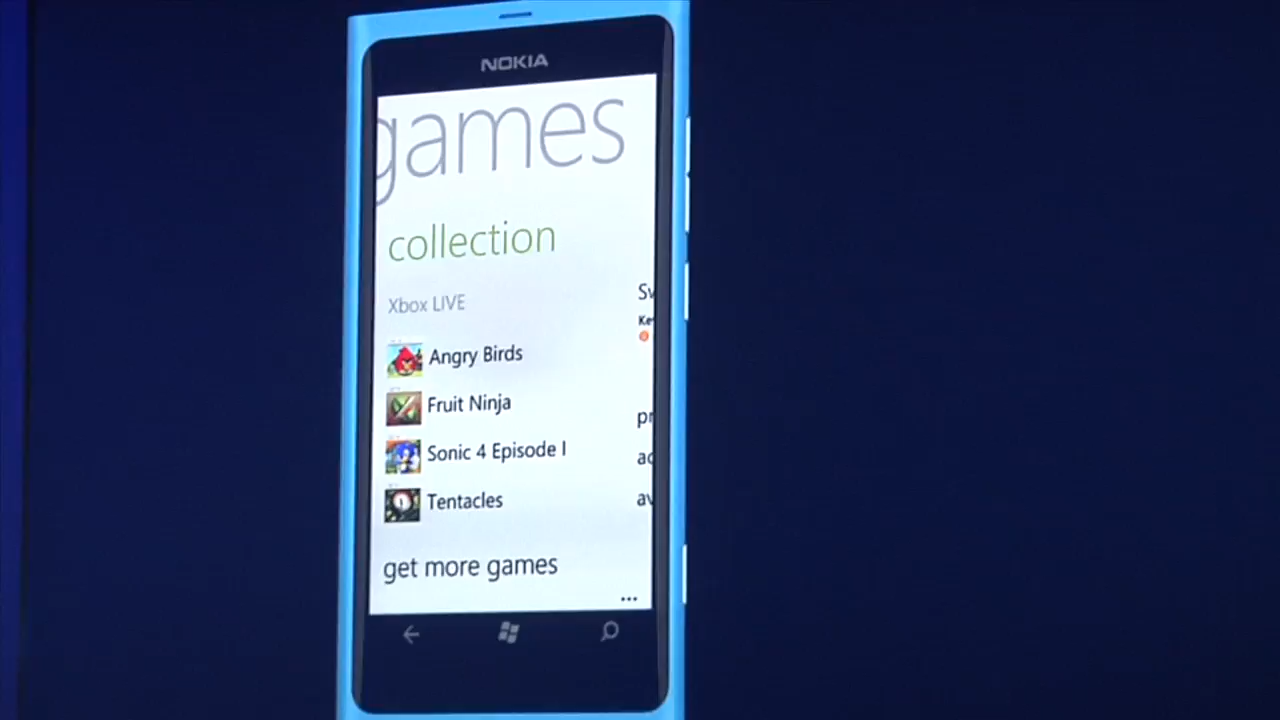 NOKIA
games
collection
Xbox LIVE
Angry Birds
Fruit Ninja
Sonic 4 Episode I
Tentacles
get more games
...